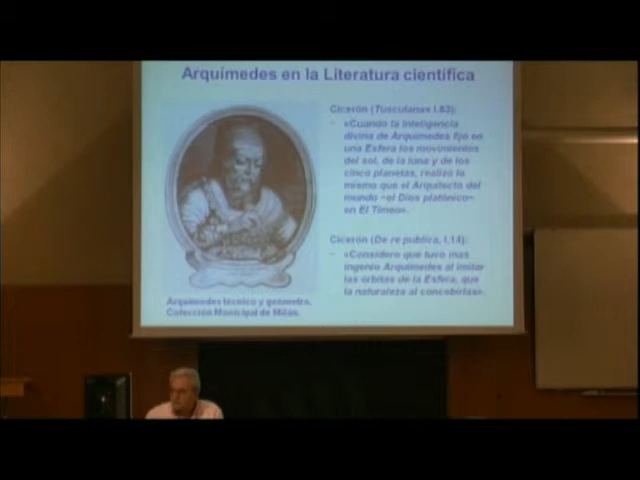 Arquímedes en la Literatura científica
Cicerón (Tusculanas I.63):
- «Cuando la inteligencia
divina de Arquímedes fijó en
una Esfera los movimientos
del sol, de la luna y de los
cinco planetas, realizó lo
mismo que el Arquitecto del
mundo −el Dios platónico−
en El Timeo».
Cicerón (De re publica, I.14):
- «Considero que tuvo mas
ingenio Arquímedes al imitar
las órbitas de la Esfera, que
la naturaleza al concebirlas».
Arquímedes técnico y geómetra.
Colección Municipal de Milán.